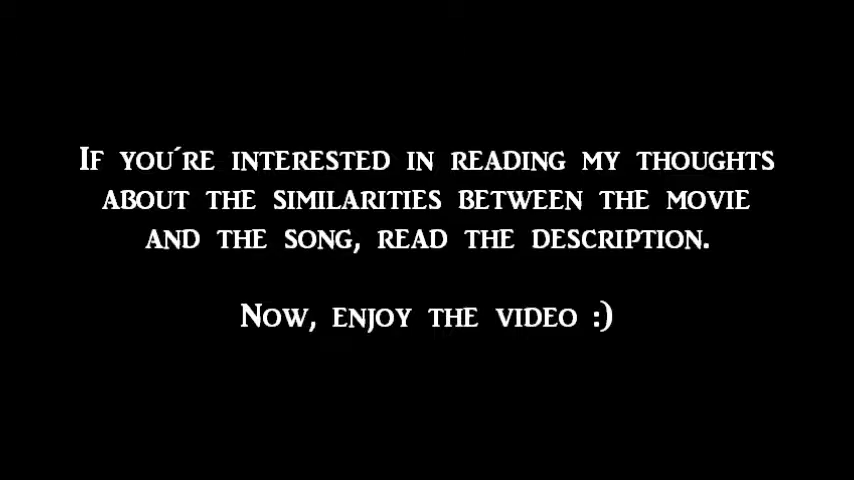 If you´re interested in reading my thoughts
about the similarities between the movie
and the song, read the description.
Now, enjoy the video :)